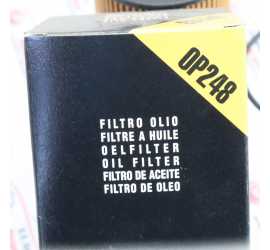 OP248
FILTRO OLIO
FILTRE A HUILE
OELFILTER
OIL FILTER
FILTRO DE ACEITE
FILTRO DE OLEO